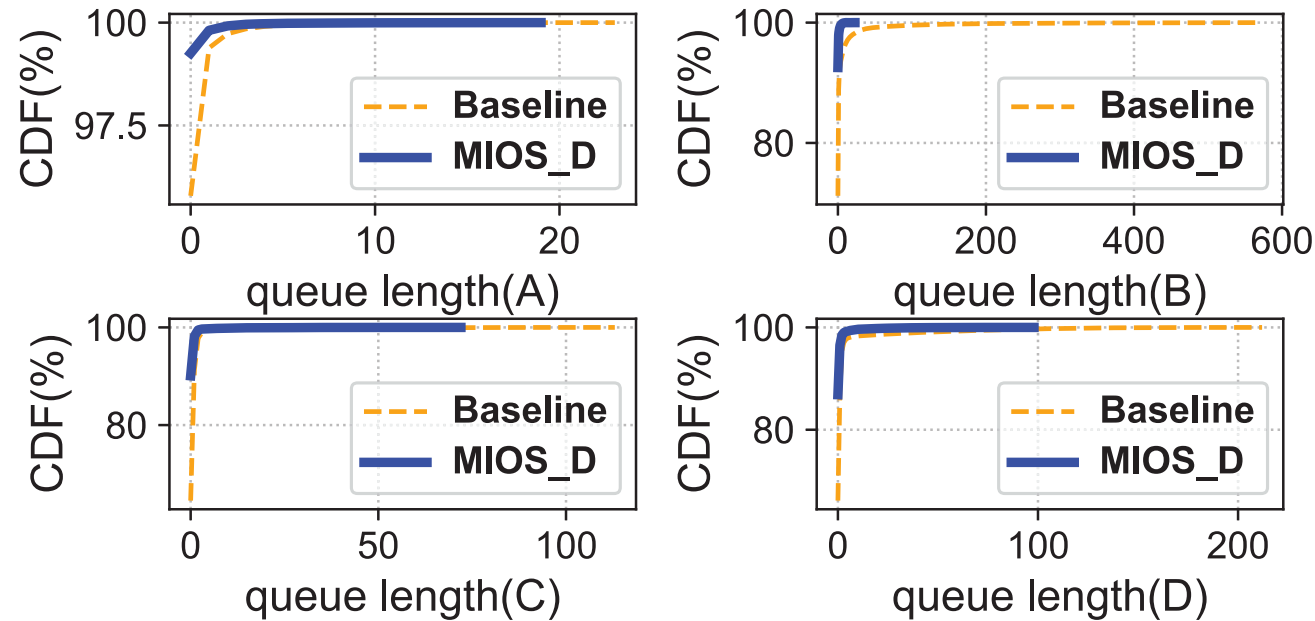 CDF(%)
100
97.5
Baseline
MIOS_D
0
10
20
queue length(A)
CDF(%)
100
80
Baseline
MIOS_D
0
200
400
600
queue length(B)
CDF(%)
100
80
Baseline
MIOS_D
0
50
100
queue length(C)
CDF(%)
100
80
Baseline
MIOS_D
0
100
200
queue length(D)